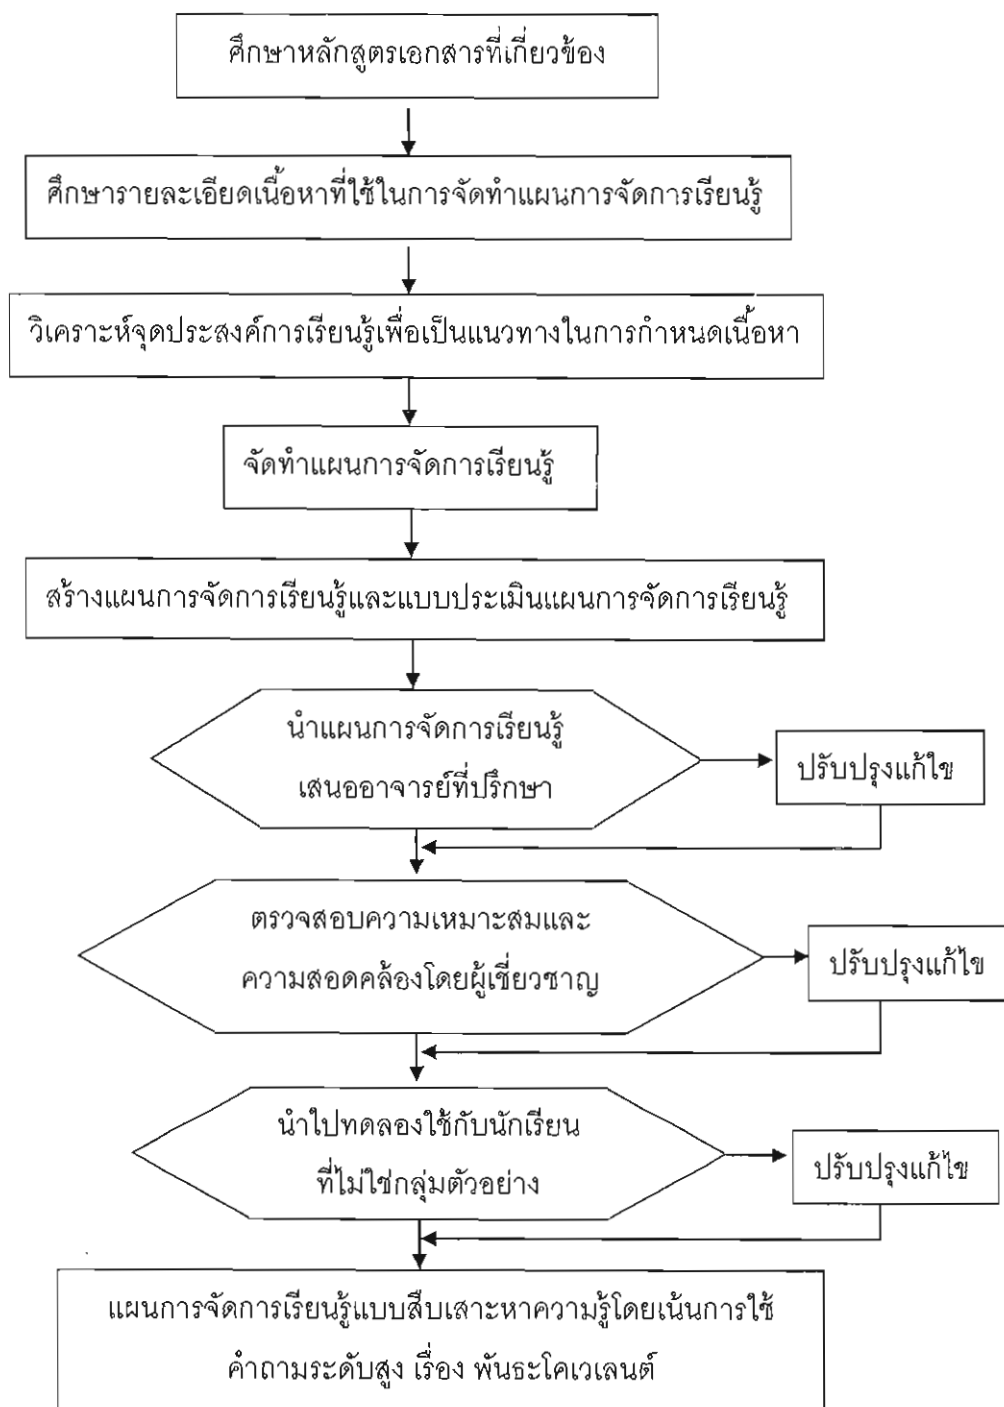 ศึกษาหลักสูตรเอกสารที่เกี่ยวข้อง
ศึกษารายละเอียดเนื้อหาที่ใช้ในการจัดทำแผนการจัดการเรียนรู้
วิเคราะห์จุดประสงค์การเรียนรู้เพื่อเป็นแนวทางในการกำหนดเนื้อหา
จัดทำแผนการจัดการเรียนรู้
สร้างแผนการจัดการเรียนรู้และแบบประเมินแผนการจัดการเรียนรู้
นำแผนการจัดการเรียนรู้
เสนออาจารย์ที่ปรึกษา
ปรับปรุงแก้ไข
ตรวจสอบความเหมาะสมและ
ความสอดคล้องโดยผู้เชี่ยวชาญ
ปรับปรุงแก้ไข
นำไปทดลองใช้กับนักเรียน
ที่ไม่ใช่กลุ่มตัวอย่าง
ปรับปรุงแก้ไข
แผนการจัดการเรียนรู้แบบสืบเสาะหาความรู้โดยเน้นการใช้
คำถามระดับสูง เรื่อง พันธะโคเวเลนต์